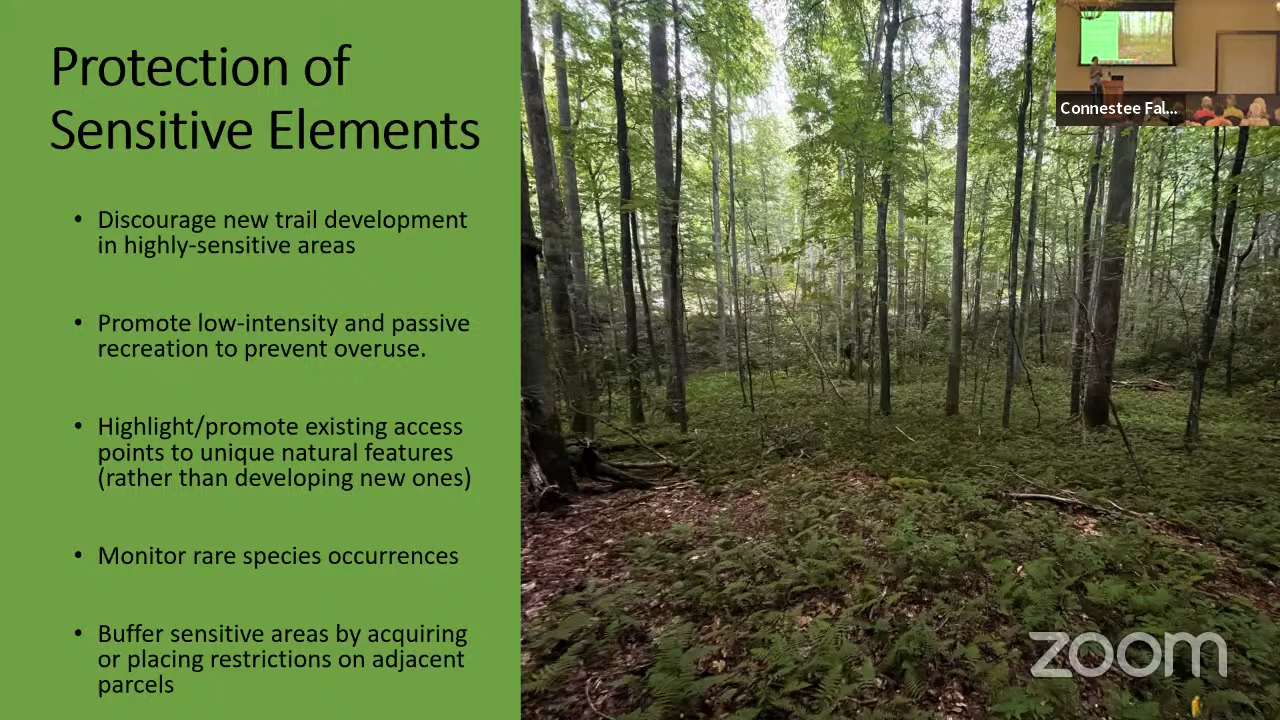 Protection of
Sensitive Elements
• Discourage new trail development
in highly-sensitive areas
• Promote low-intensity and passive
recreation to prevent overuse.
• Highlight/promote existing access
points to unique natural features
(rather than developing new ones)
• Monitor rare species occurrences
• Buffer sensitive areas by acquiring
or placing restrictions on adjacent
parcels
Connestee Fal...
zoom